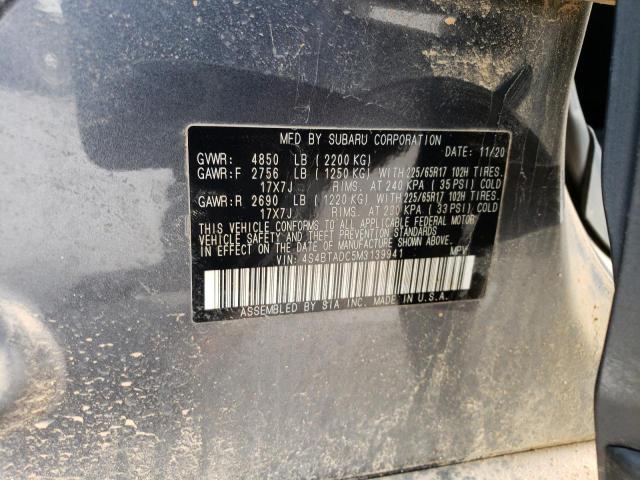 MFD BY SUBARU CORPORATION
GVWR: 4850 LB (2200 KG) DATE: 11/20
GAWR:F 2756 LB (1250 KG) WITH 225/65R17 102H TIRES.
17X7J RIMS. AT 240 KPA (35 PSI) COLD
GAWR:R 2690 LB (1220 KG) WITH 225/65R17 102H TIRES.
17X7J RIMS. AT 230 KPA (33 PSI) COLD
THIS VEHICLE CONFORMS TO ALL APPLICABLE FEDERAL MOTOR
VEHICLE SAFETY AND THEFT PREVENTION STANDARDS
IN EFFECT ON THE DATE OF MANUFACTURE SHOWN ABOVE.
VIN: 4S4BTADC5M3139941 MPV
ASSEMBLED BY SIA INC. MADE IN U.S.A.